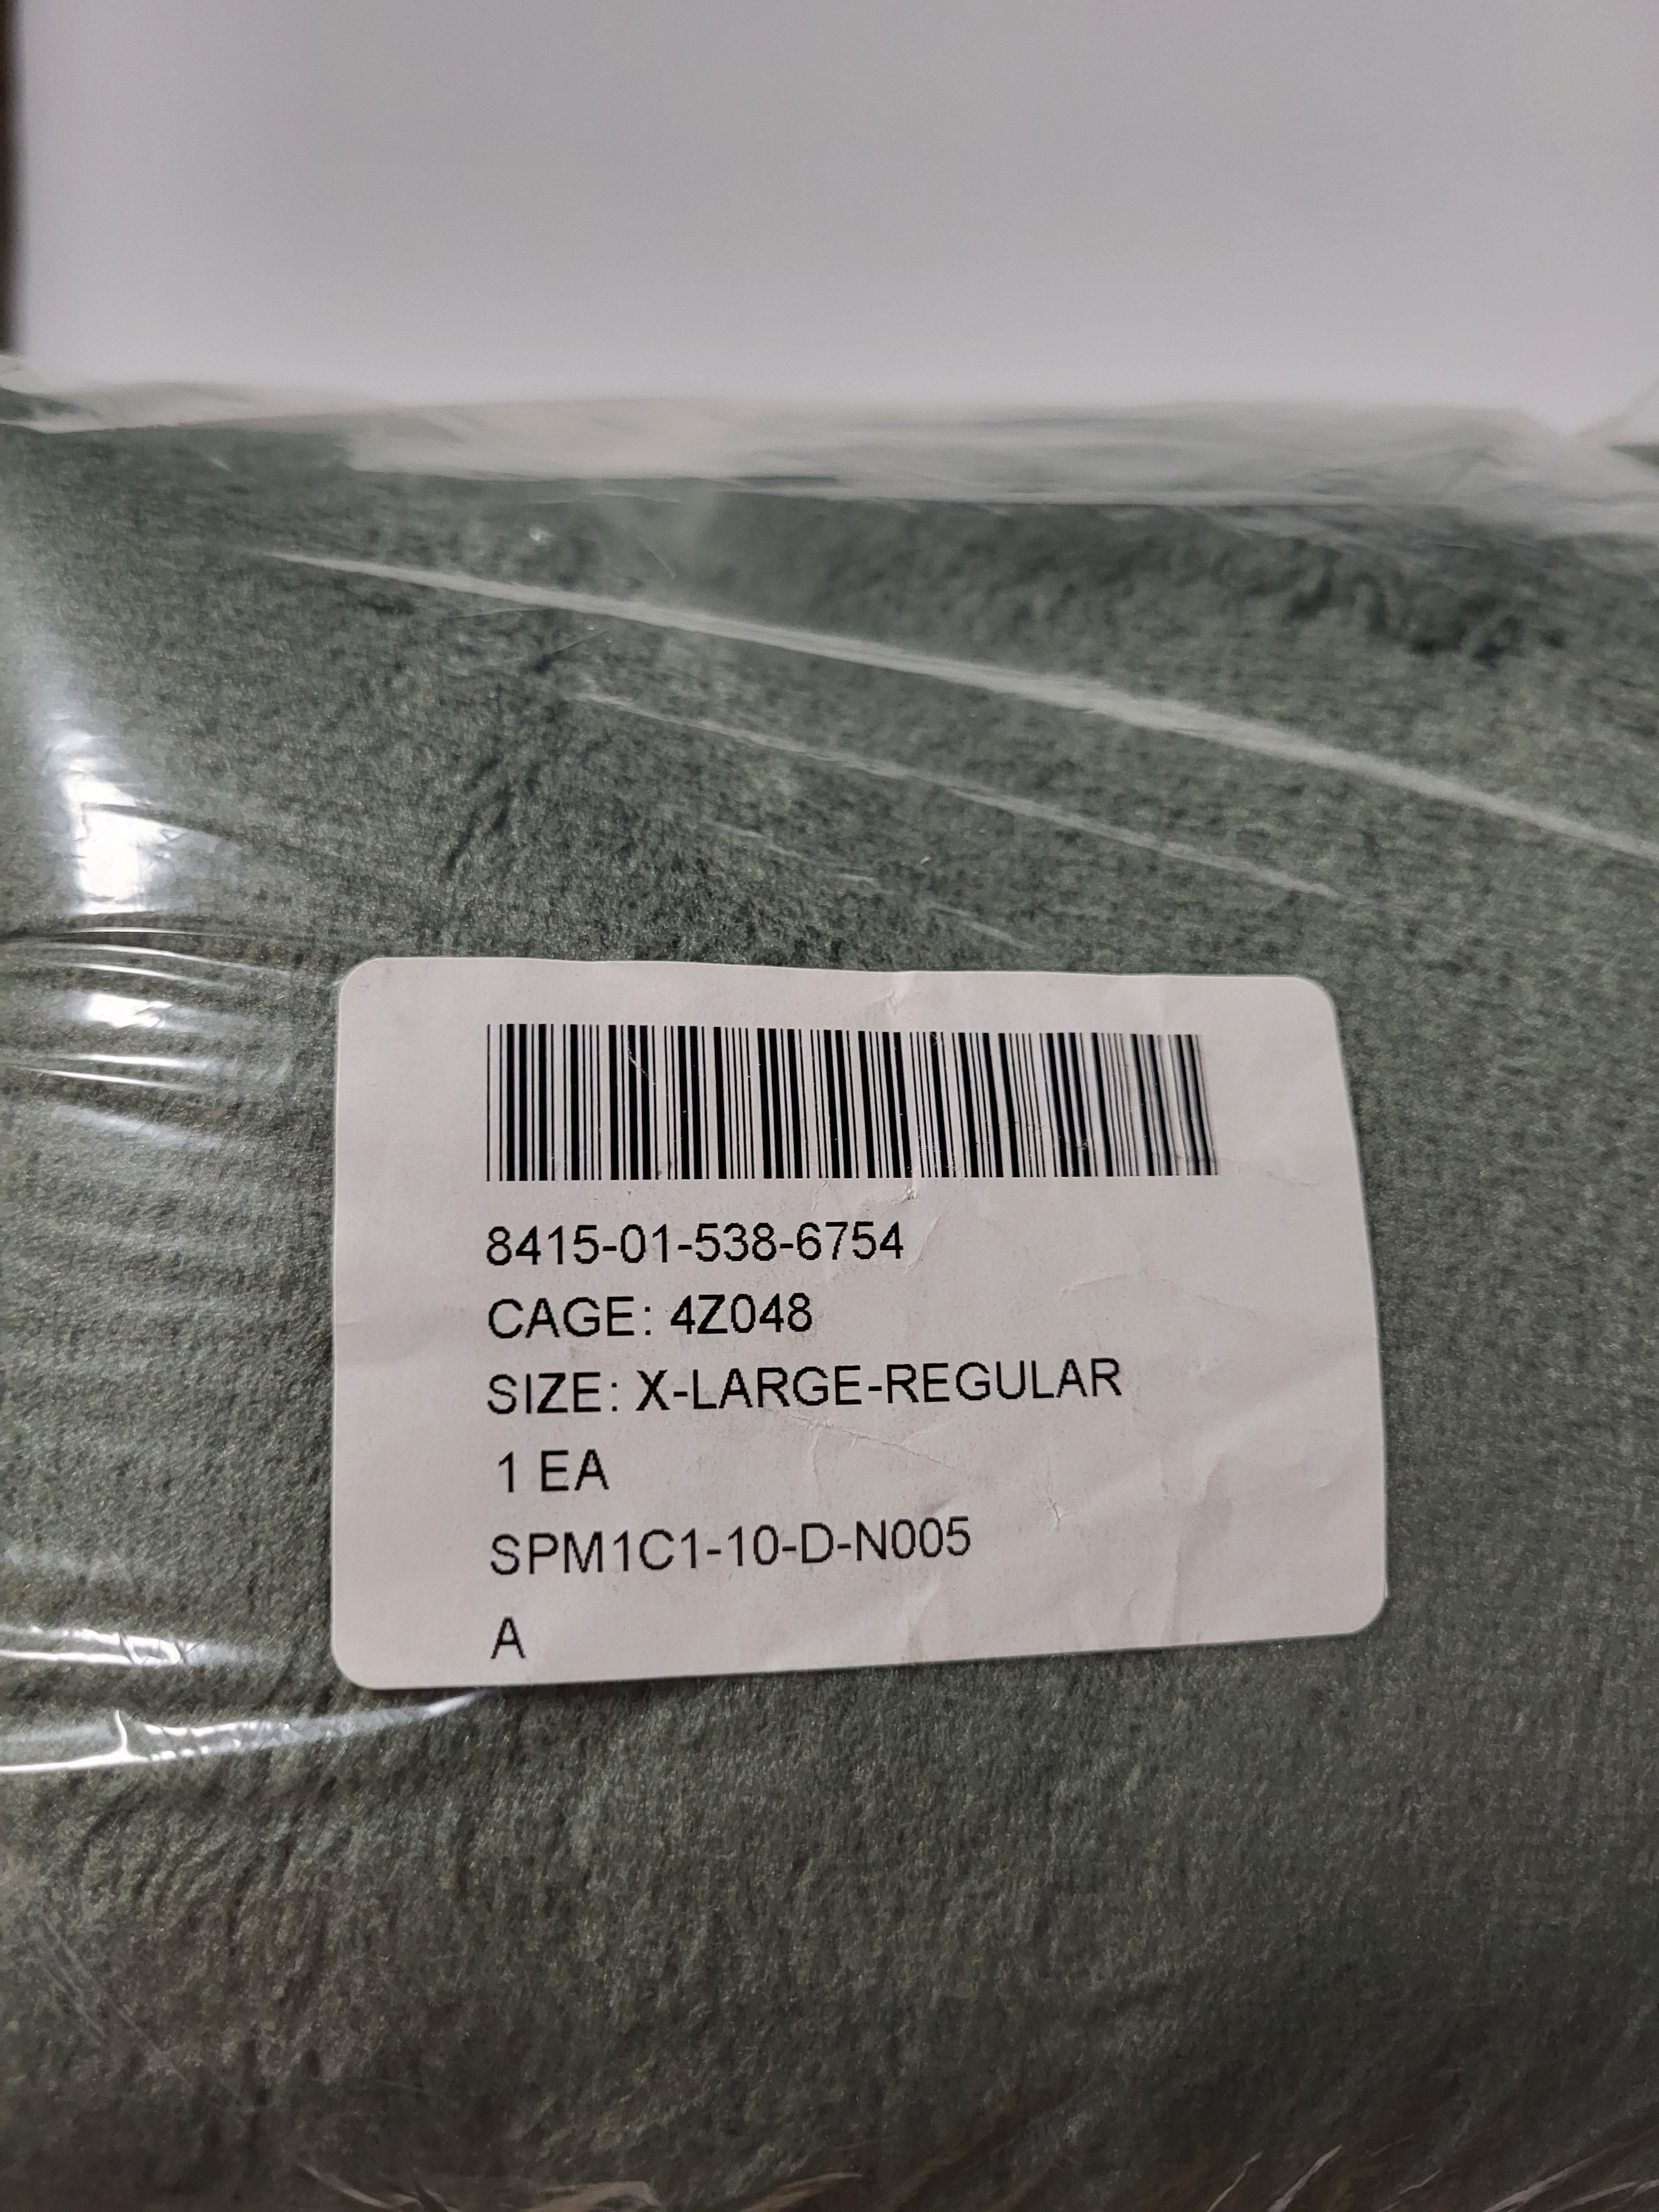 8415-01-538-6754
CAGE: 4Z048
SIZE: X-LARGE-REGULAR
1 EA
SPM1C1-10-D-N005
A